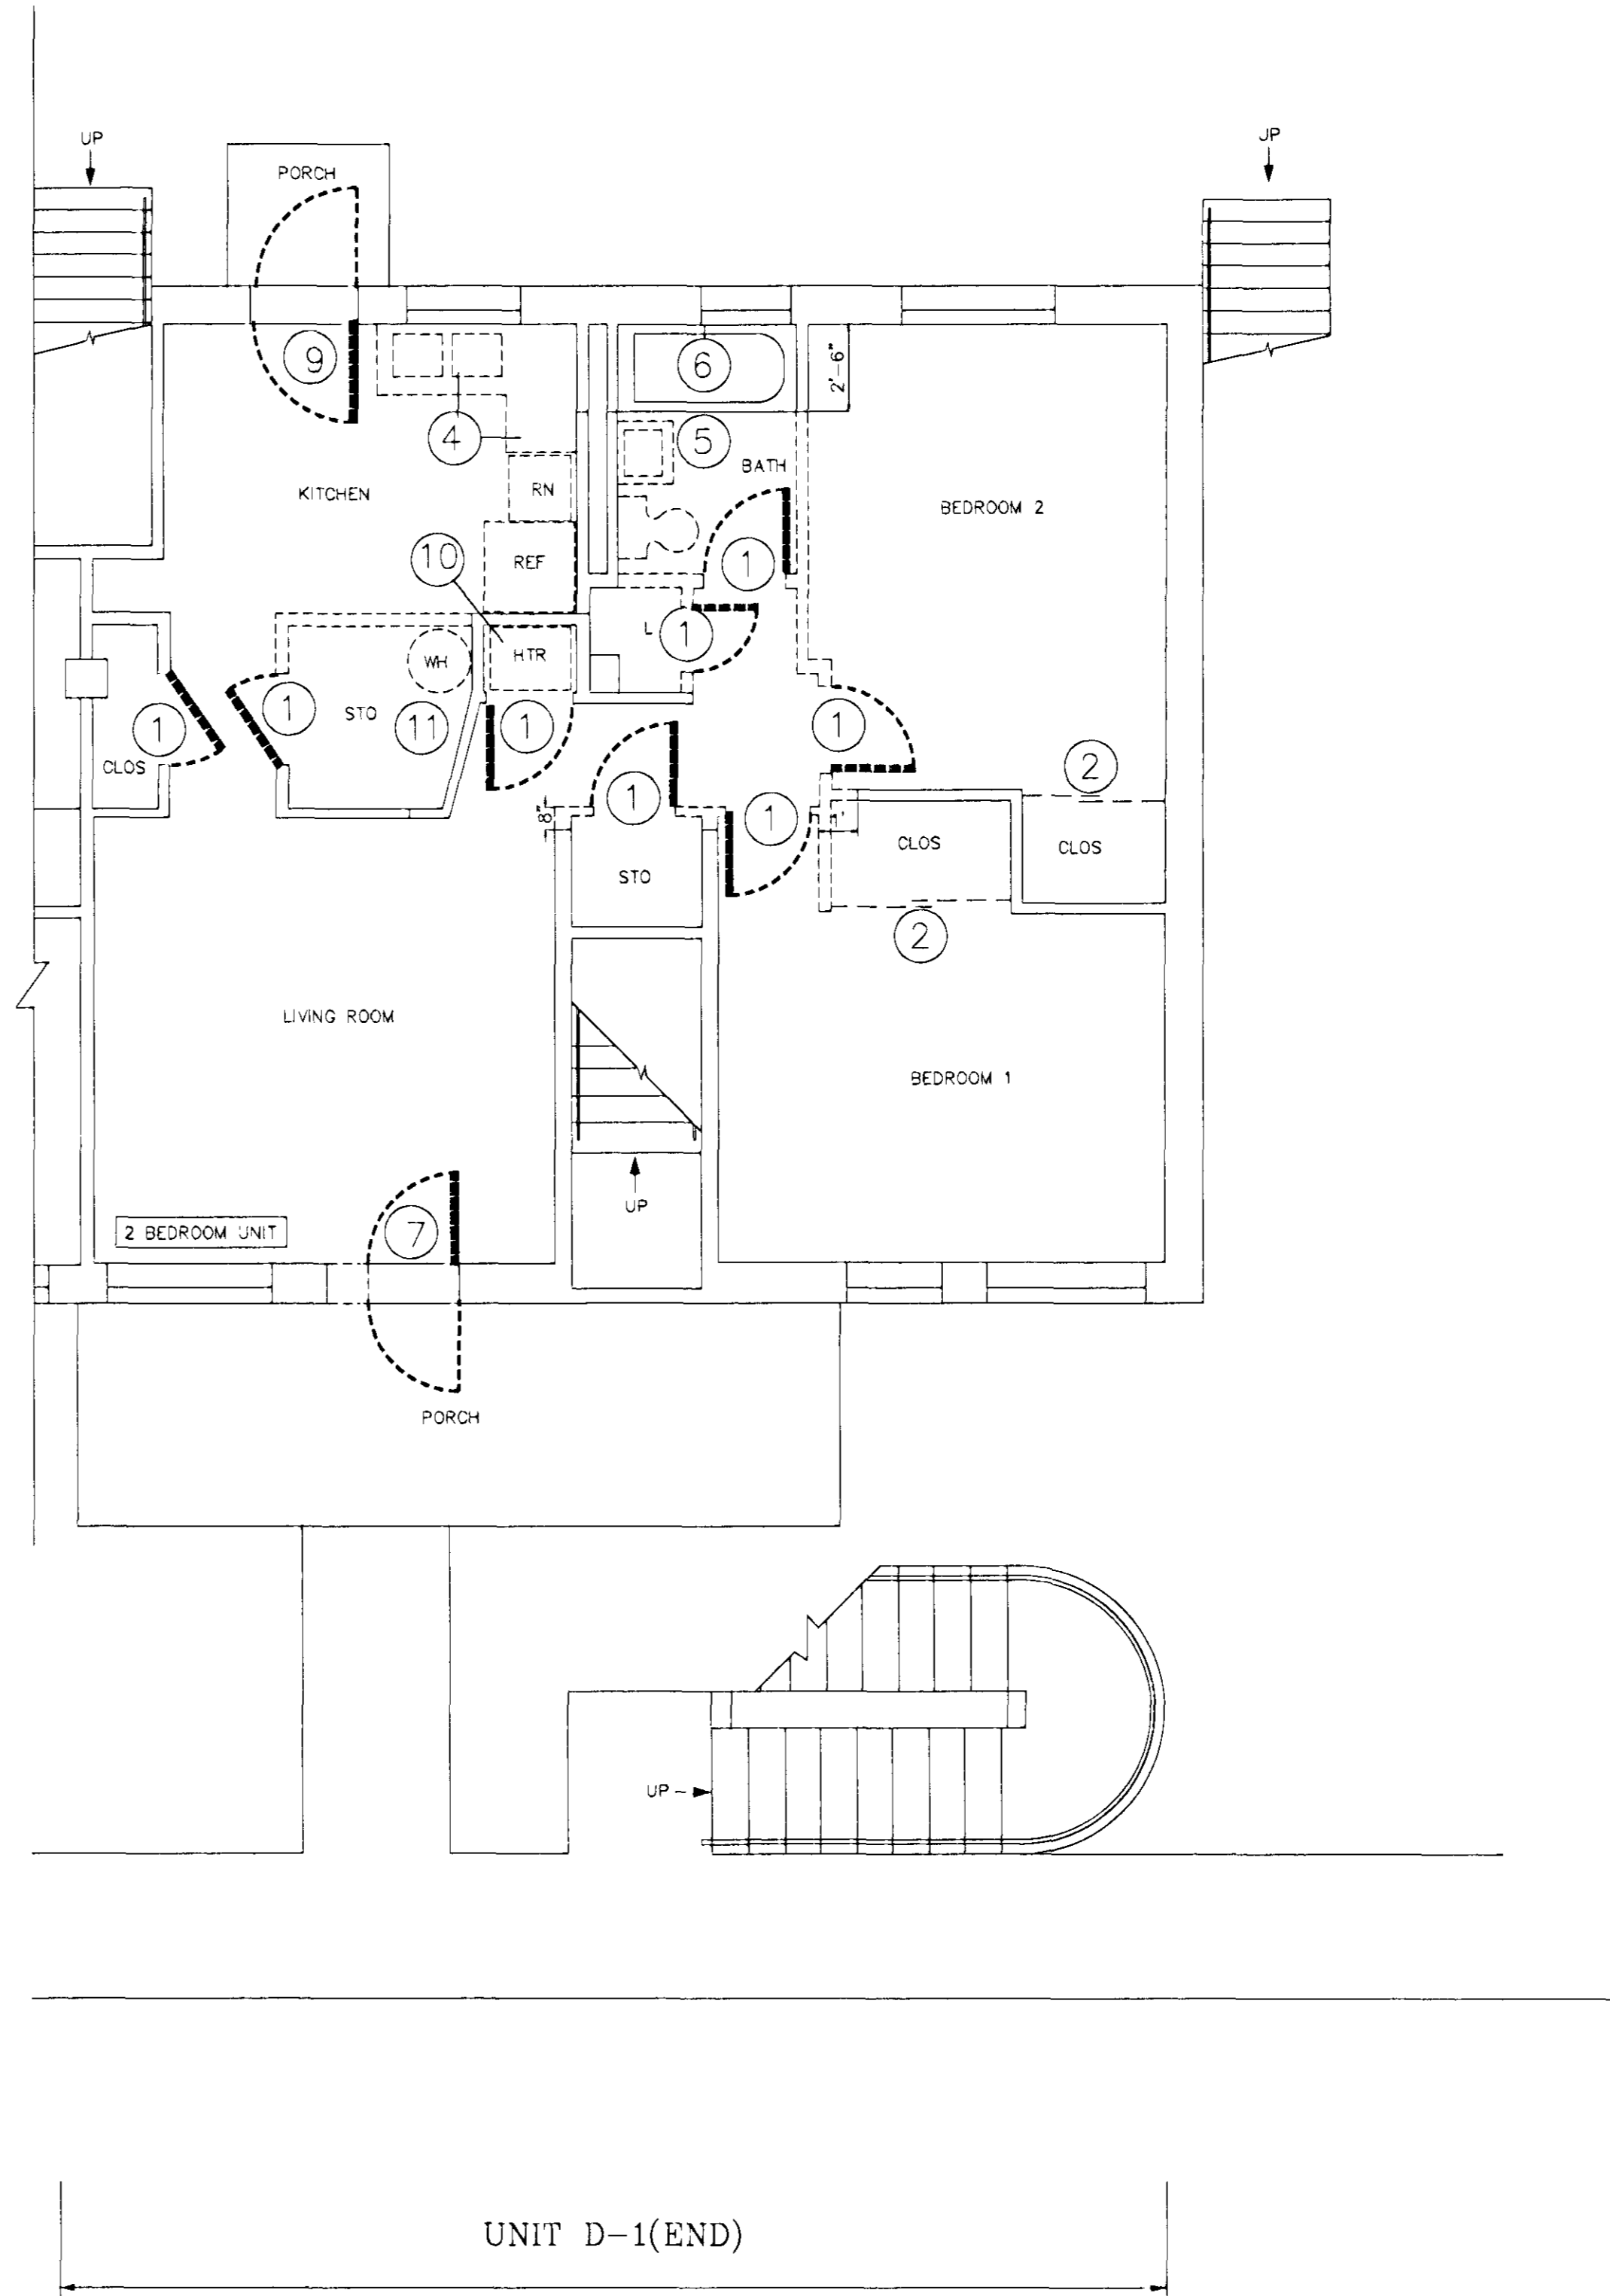 UP
JP
PORCH
9
6
2'-6"
4
5
BATH
KITCHEN
RN
BEDROOM 2
10
REF
1
L
1
HTR
WH
1
STO
11
1
1
1
CLOS
2
1
8"
1
1'
CLOS
CLOS
STO
2
LIVING ROOM
BEDROOM 1
UP
7
2 BEDROOM UNIT
PORCH
UP
UNIT D-1(END)